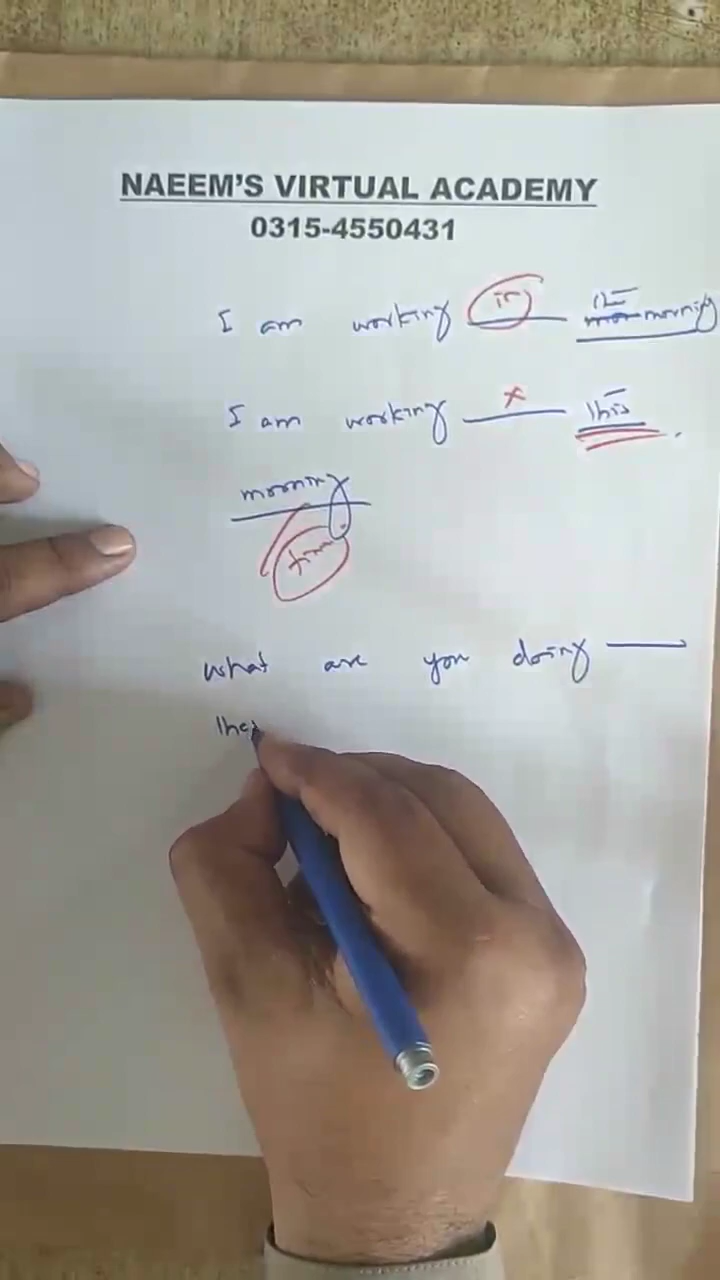 NAEEM'S VIRTUAL ACADEMY
0315-4550431
I am working in the morning
I am working x this
morning
time
What are you doing
the